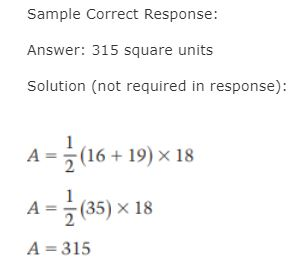 Sample Correct Response:
Answer: 315 square units
Solution (not required in response):
A = 1/2 (16 + 19) × 18
A = 1/2 (35) × 18
A = 315